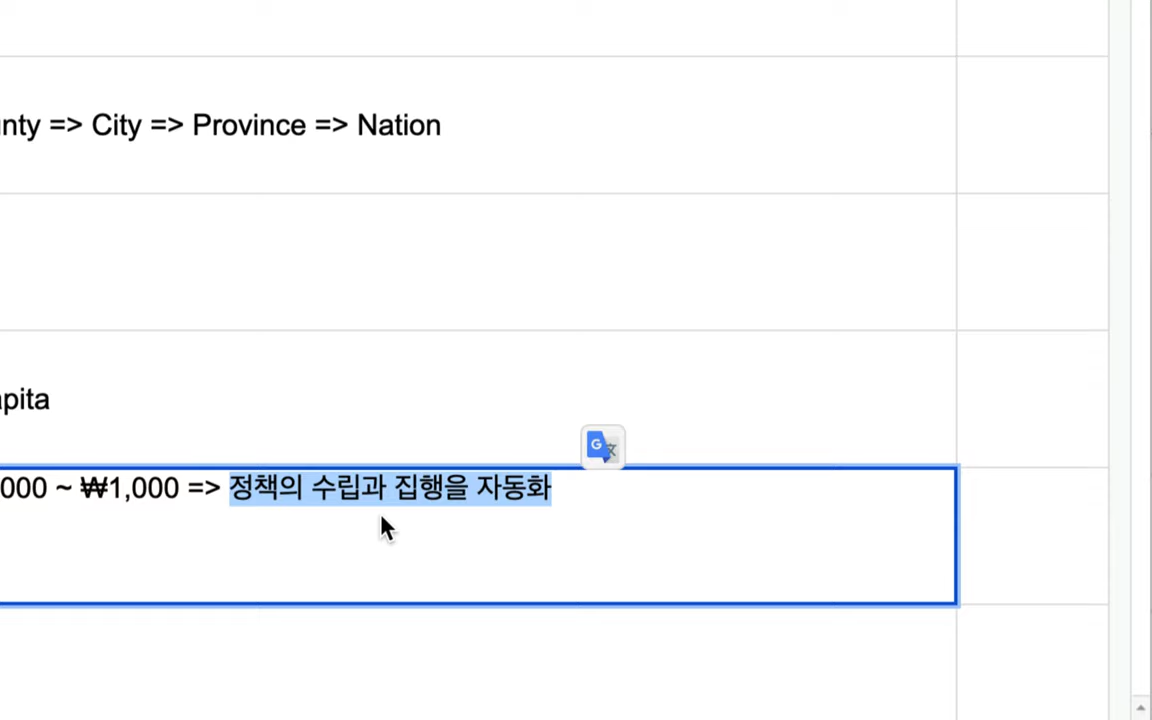 nty => City => Province => Nation
apita
000 ~ ₩1,000 => 정책의 수립과 집행을 자동화